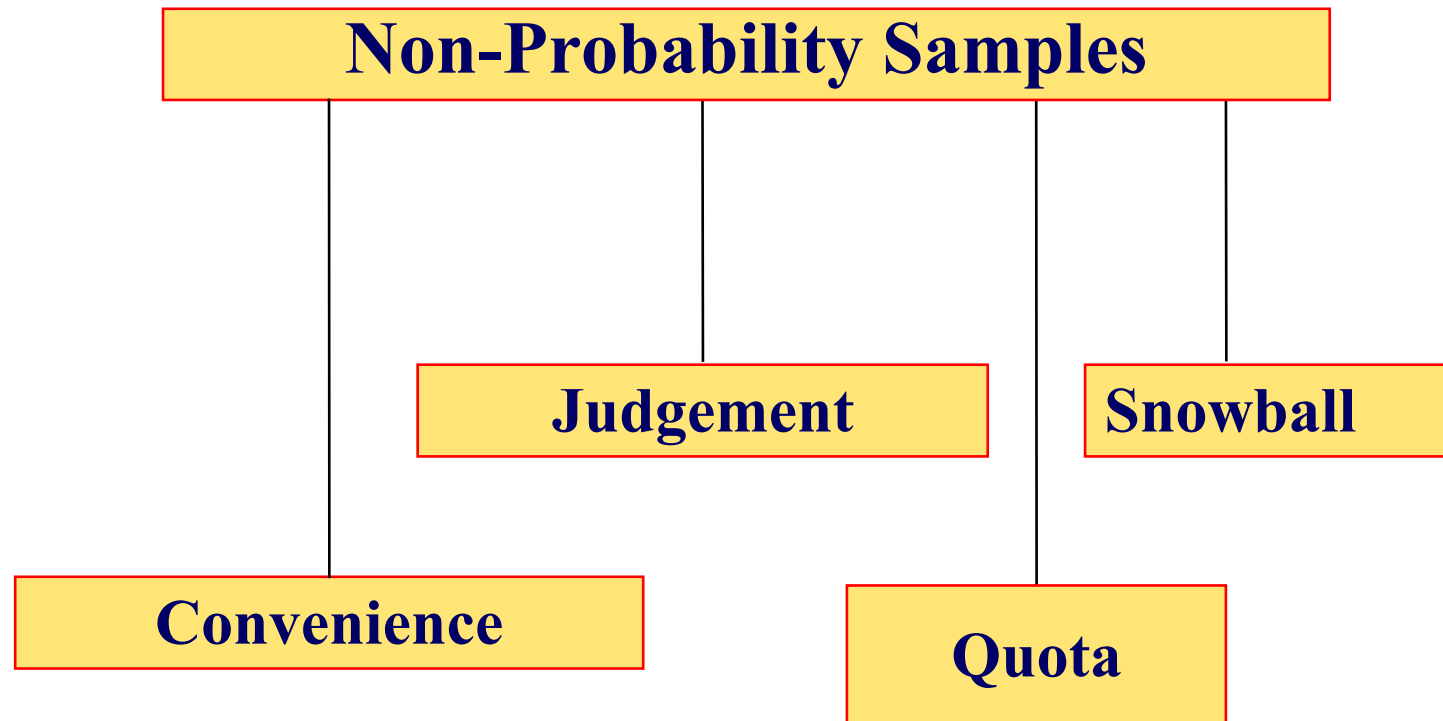 Non-Probability Samples
Judgement
Snowball
Convenience
Quota